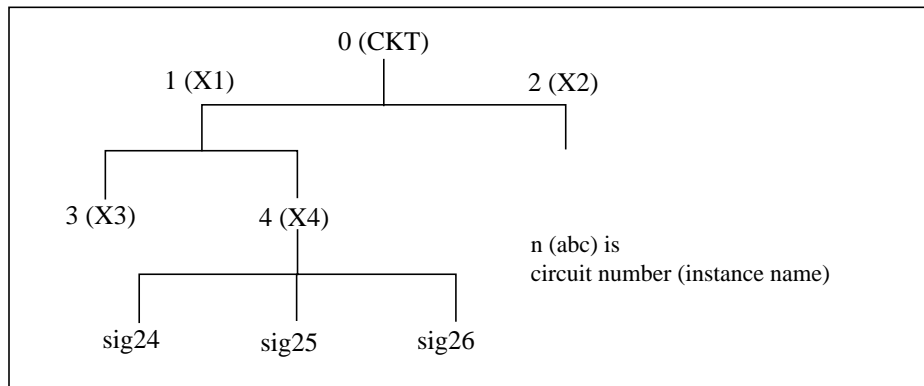 0 (CKT)
1 (X1)
2 (X2)
3 (X3)
4 (X4)
n (abc) is
circuit number (instance name)
sig24
sig25
sig26